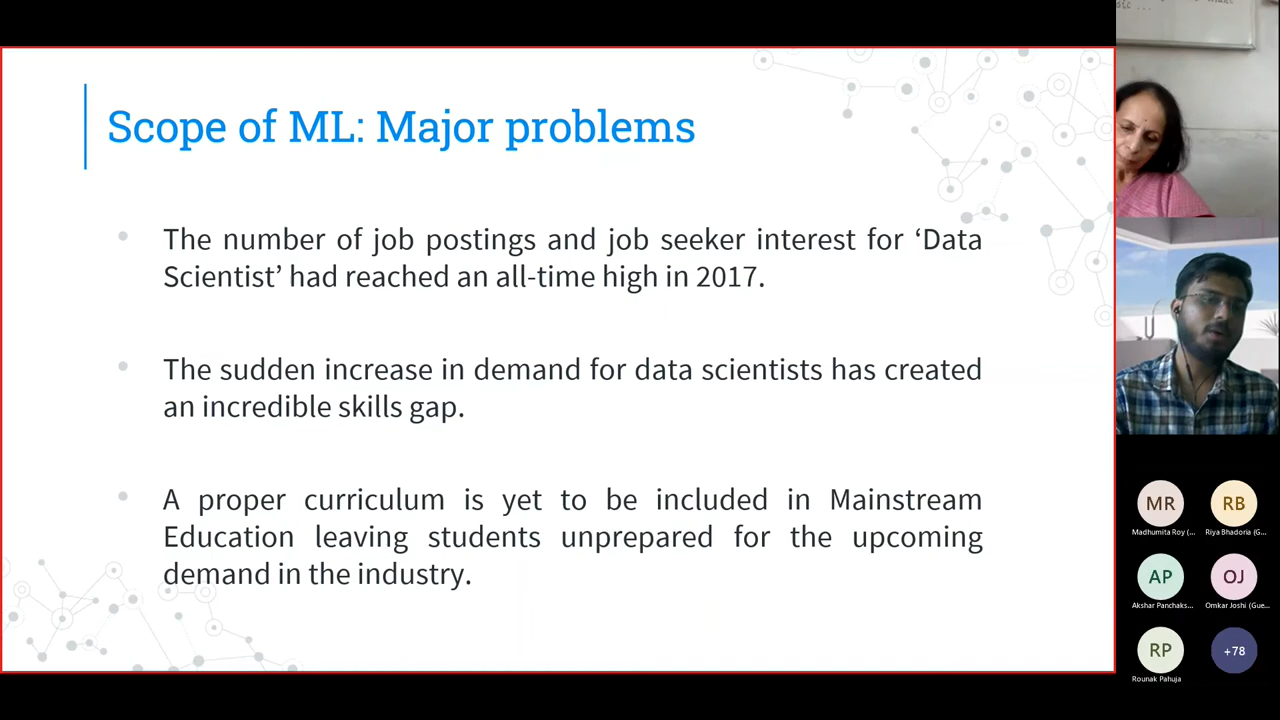 Scope of ML: Major problems
The number of job postings and job seeker interest for ‘Data
Scientist’ had reached an all-time high in 2017.
The sudden increase in demand for data scientists has created
an incredible skills gap.
A proper curriculum is yet to be included in Mainstream
Education leaving students unprepared for the upcoming
demand in the industry.
MR
RB
Madhumita Roy (...
Riya Bhadoria (G...
AP
OJ
Akshar Panchaks...
Omkar Joshi (Gue...
RP
+78
Rounak Pahuja